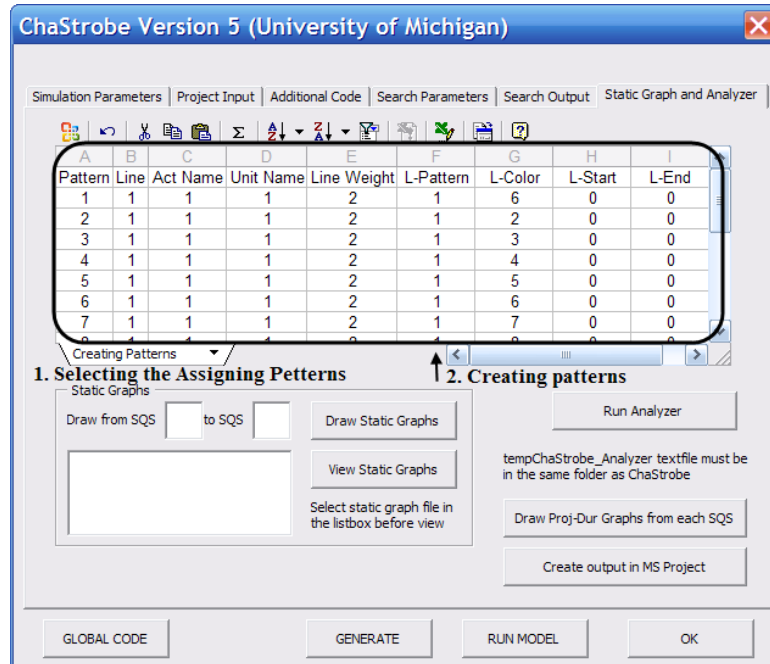 ChaStrobe Version 5 (University of Michigan)
Simulation Parameters Project Input Additional Code Search Parameters Search Output Static Graph and Analyzer
A B C D E F G H I
Pattern Line Act Name Unit Name Line Weight L-Pattern L-Color L-Start L-End
1 1 1 1 2 1 6 0 0
2 1 1 1 2 1 2 0 0
3 1 1 1 2 1 3 0 0
4 1 1 1 2 1 4 0 0
5 1 1 1 2 1 5 0 0
6 1 1 1 2 1 6 0 0
7 1 1 1 2 1 7 0 0
Creating Patterns
1. Selecting the Assigning Petterns
2. Creating patterns
Static Graphs
Draw from SQS to SQS
Draw Static Graphs
View Static Graphs
Select static graph file in
the listbox before view
Run Analyzer
tempChaStrobe_Analyzer textfile must be
in the same folder as ChaStrobe
Draw Proj-Dur Graphs from each SQS
Create output in MS Project
GLOBAL CODE GENERATE RUN MODEL OK